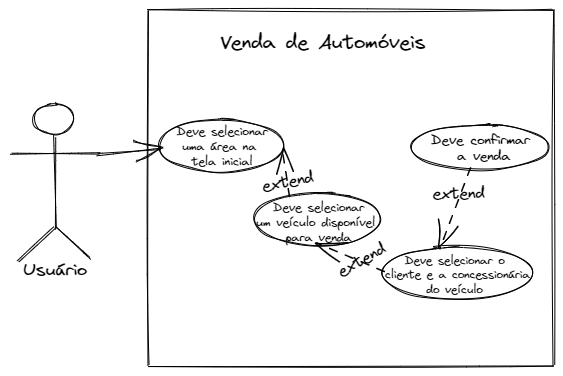 Venda de Automóveis
Deve selecionar
uma área na
tela inicial
Deve confirmar
a venda
extend
extend
Deve selecionar
um veículo disponível
para venda
extend
Deve selecionar o
cliente e a concessionária
do veículo
Usuário